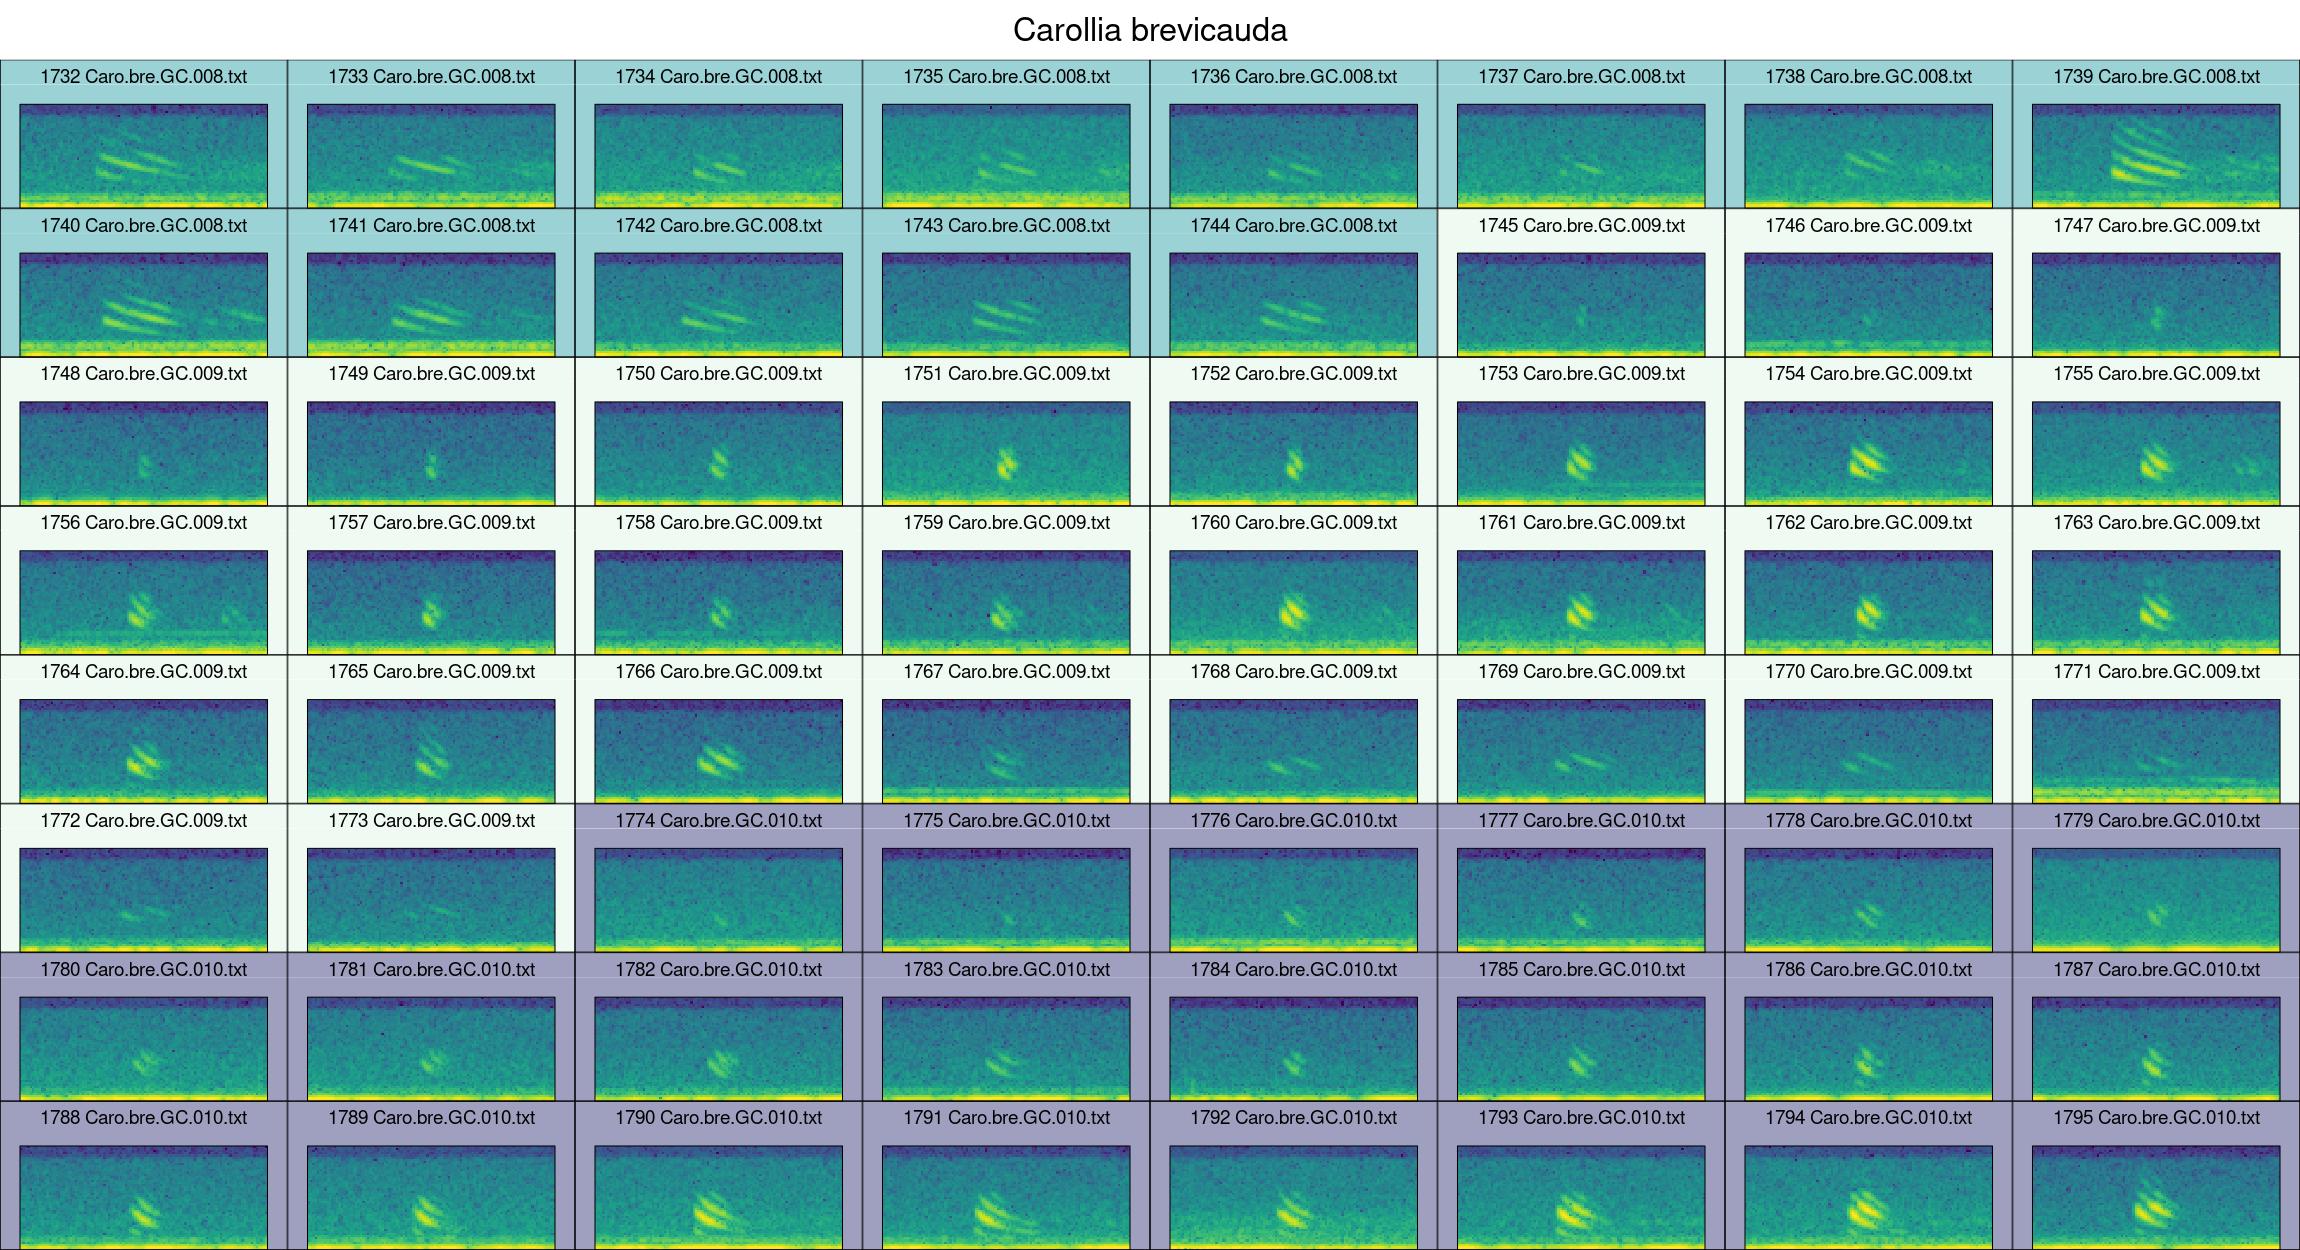 Carollia brevicauda
1732 Caro.bre.GC.008.txt 1733 Caro.bre.GC.008.txt 1734 Caro.bre.GC.008.txt 1735 Caro.bre.GC.008.txt 1736 Caro.bre.GC.008.txt 1737 Caro.bre.GC.008.txt 1738 Caro.bre.GC.008.txt 1739 Caro.bre.GC.008.txt
1740 Caro.bre.GC.008.txt 1741 Caro.bre.GC.008.txt 1742 Caro.bre.GC.008.txt 1743 Caro.bre.GC.008.txt 1744 Caro.bre.GC.008.txt 1745 Caro.bre.GC.009.txt 1746 Caro.bre.GC.009.txt 1747 Caro.bre.GC.009.txt
1748 Caro.bre.GC.009.txt 1749 Caro.bre.GC.009.txt 1750 Caro.bre.GC.009.txt 1751 Caro.bre.GC.009.txt 1752 Caro.bre.GC.009.txt 1753 Caro.bre.GC.009.txt 1754 Caro.bre.GC.009.txt 1755 Caro.bre.GC.009.txt
1756 Caro.bre.GC.009.txt 1757 Caro.bre.GC.009.txt 1758 Caro.bre.GC.009.txt 1759 Caro.bre.GC.009.txt 1760 Caro.bre.GC.009.txt 1761 Caro.bre.GC.009.txt 1762 Caro.bre.GC.009.txt 1763 Caro.bre.GC.009.txt
1764 Caro.bre.GC.009.txt 1765 Caro.bre.GC.009.txt 1766 Caro.bre.GC.009.txt 1767 Caro.bre.GC.009.txt 1768 Caro.bre.GC.009.txt 1769 Caro.bre.GC.009.txt 1770 Caro.bre.GC.009.txt 1771 Caro.bre.GC.009.txt
1772 Caro.bre.GC.009.txt 1773 Caro.bre.GC.009.txt 1774 Caro.bre.GC.010.txt 1775 Caro.bre.GC.010.txt 1776 Caro.bre.GC.010.txt 1777 Caro.bre.GC.010.txt 1778 Caro.bre.GC.010.txt 1779 Caro.bre.GC.010.txt
1780 Caro.bre.GC.010.txt 1781 Caro.bre.GC.010.txt 1782 Caro.bre.GC.010.txt 1783 Caro.bre.GC.010.txt 1784 Caro.bre.GC.010.txt 1785 Caro.bre.GC.010.txt 1786 Caro.bre.GC.010.txt 1787 Caro.bre.GC.010.txt
1788 Caro.bre.GC.010.txt 1789 Caro.bre.GC.010.txt 1790 Caro.bre.GC.010.txt 1791 Caro.bre.GC.010.txt 1792 Caro.bre.GC.010.txt 1793 Caro.bre.GC.010.txt 1794 Caro.bre.GC.010.txt 1795 Caro.bre.GC.010.txt